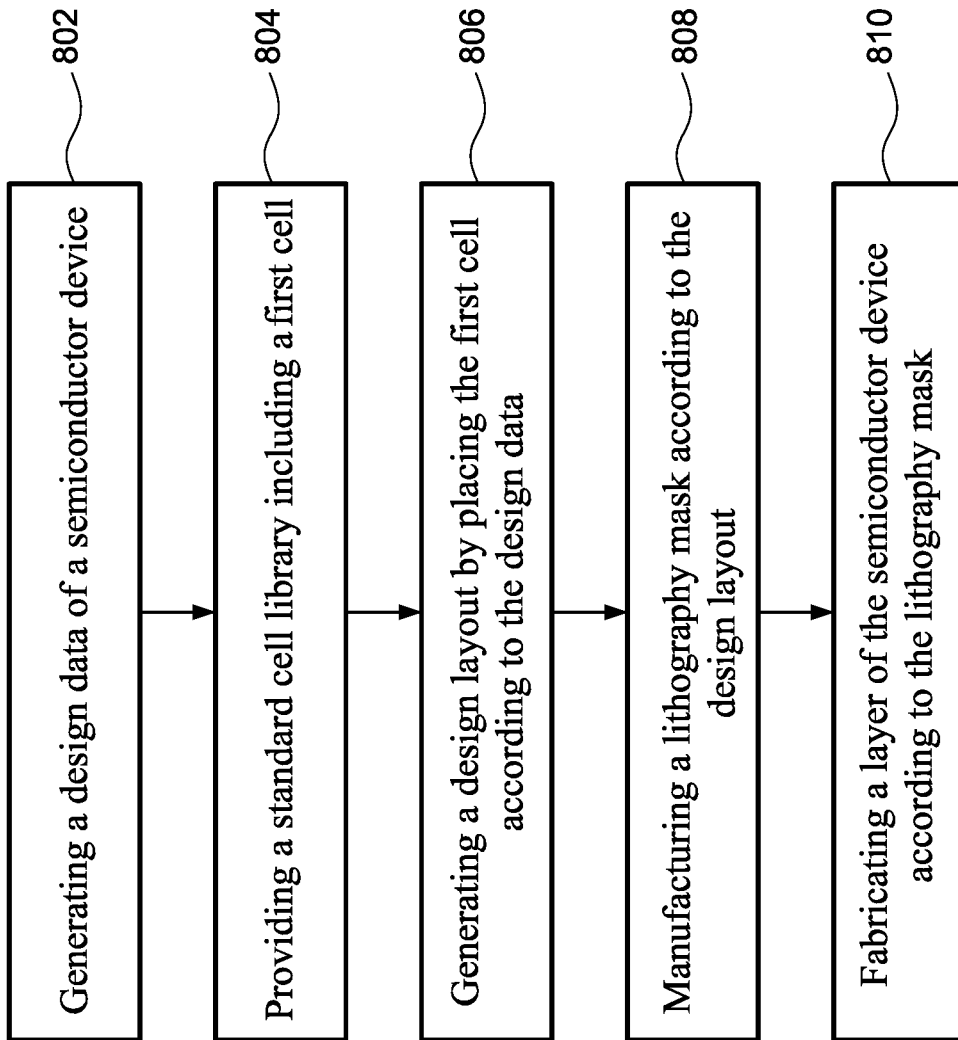 802
Generating a design data of a semiconductor device
804
Providing a standard cell library including a first cell
806
Generating a design layout by placing the first cell
according to the design data
808
Manufacturing a lithography mask according to the
design layout
810
Fabricating a layer of the semiconductor device
according to the lithography mask